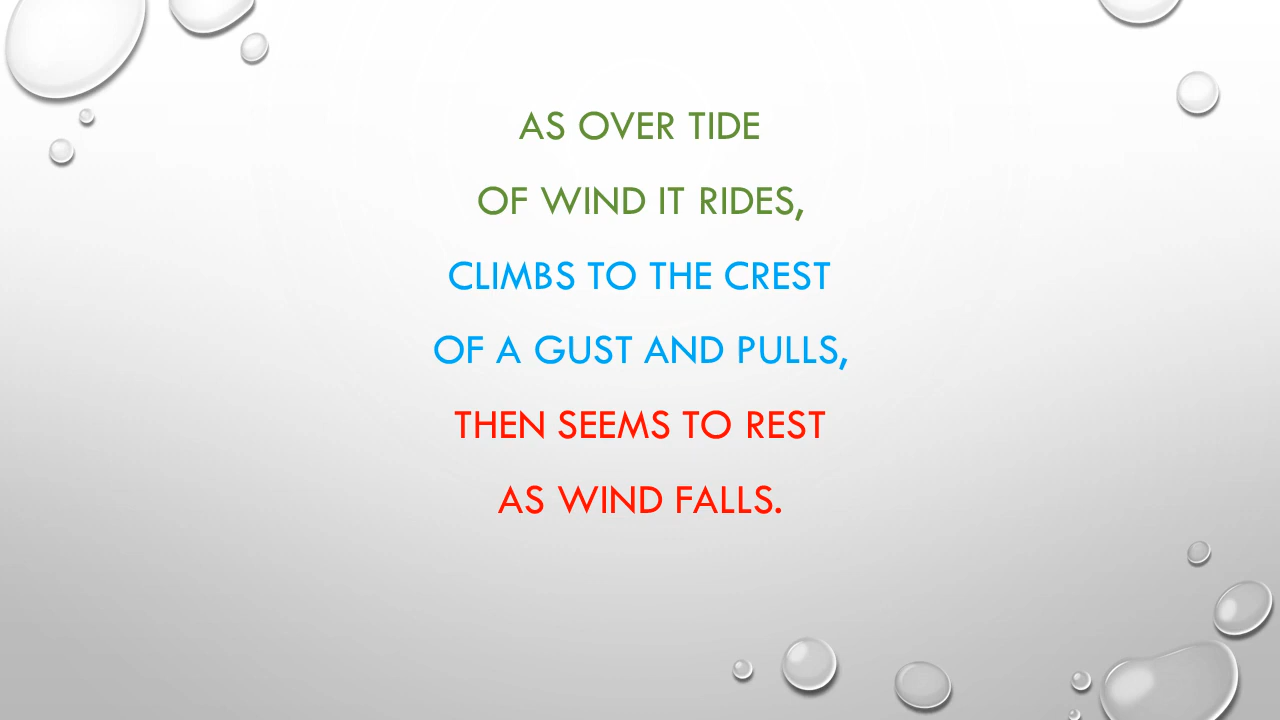 AS OVER TIDE
OF WIND IT RIDES,
CLIMBS TO THE CREST
OF A GUST AND PULLS,
THEN SEEMS TO REST
AS WIND FALLS.